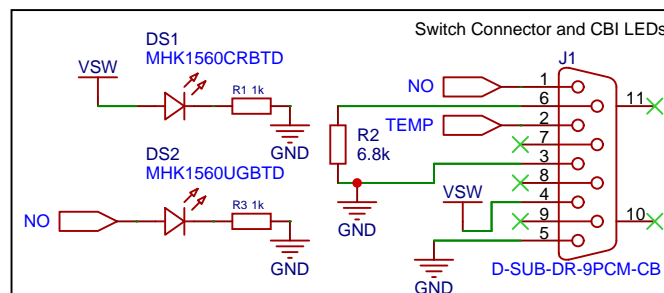 Switch Connector and CBI LEDs
DS1
MHK1560CRBTD
VSW
R1 1k
GND
DS2
MHK1560UGBTD
NO
R3 1k
GND
R2
6.8k
GND
NO
TEMP
VSW
GND
J1
1
6
2
7
3
8
4
9
5
11
10
D-SUB-DR-9PCM-CB